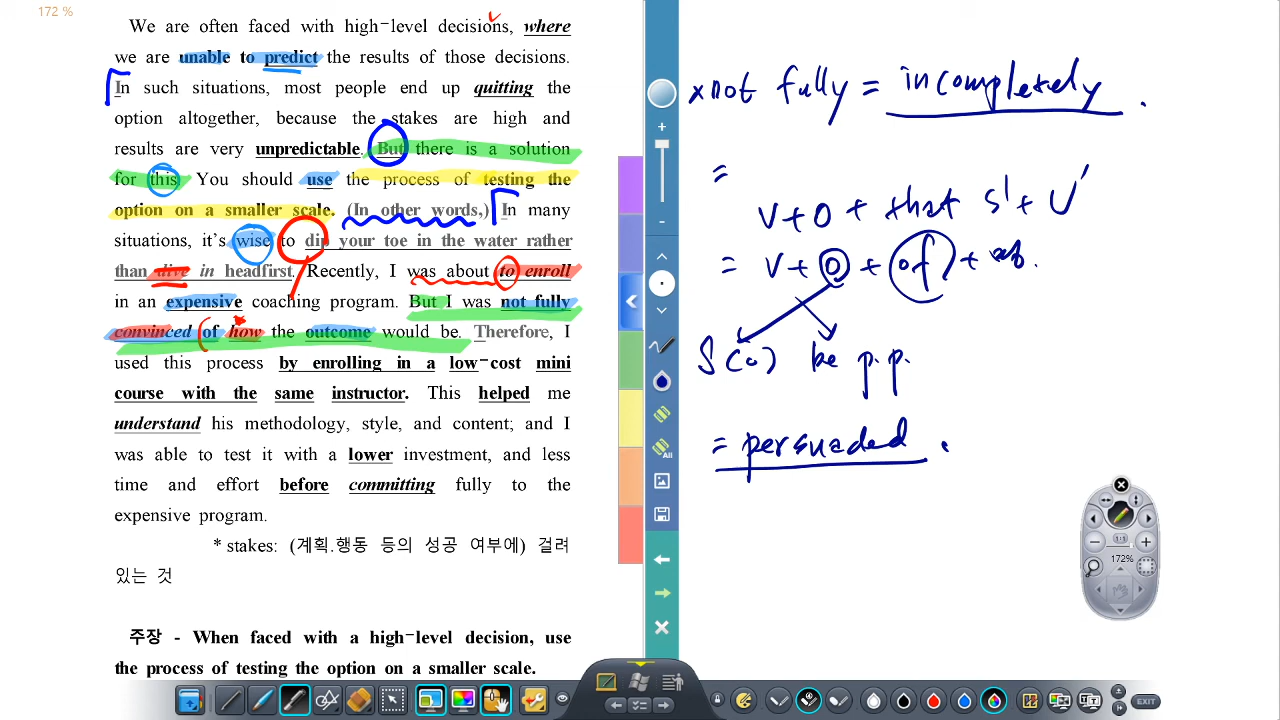 172 %
We are often faced with high-level decisions, where
we are unable to predict the results of those decisions.
In such situations, most people end up quitting the
option altogether, because the stakes are high and
results are very unpredictable. But there is a solution
for this. You should use the process of testing the
option on a smaller scale. (In other words,) In many
situations, it's wise to dip your toe in the water rather
than dive in headfirst. Recently, I was about to enroll
in an expensive coaching program. But I was not fully
convinced (of how the outcome would be. Therefore, I
used this process by enrolling in a low-cost mini
course with the same instructor. This helped me
understand his methodology, style, and content; and I
was able to test it with a lower investment, and less
time and effort before committing fully to the
expensive program.
* stakes: (계획.행동 등의 성공 여부에) 걸려
있는 것
주장 - When faced with a high-level decision, use
the process of testing the option on a smaller scale.
xnot fully = incompletely .
=
V + O + that S' + V'
= V + O + of +
S (O) be p.p.
= persuaded .
All
1:1
172%
EXIT